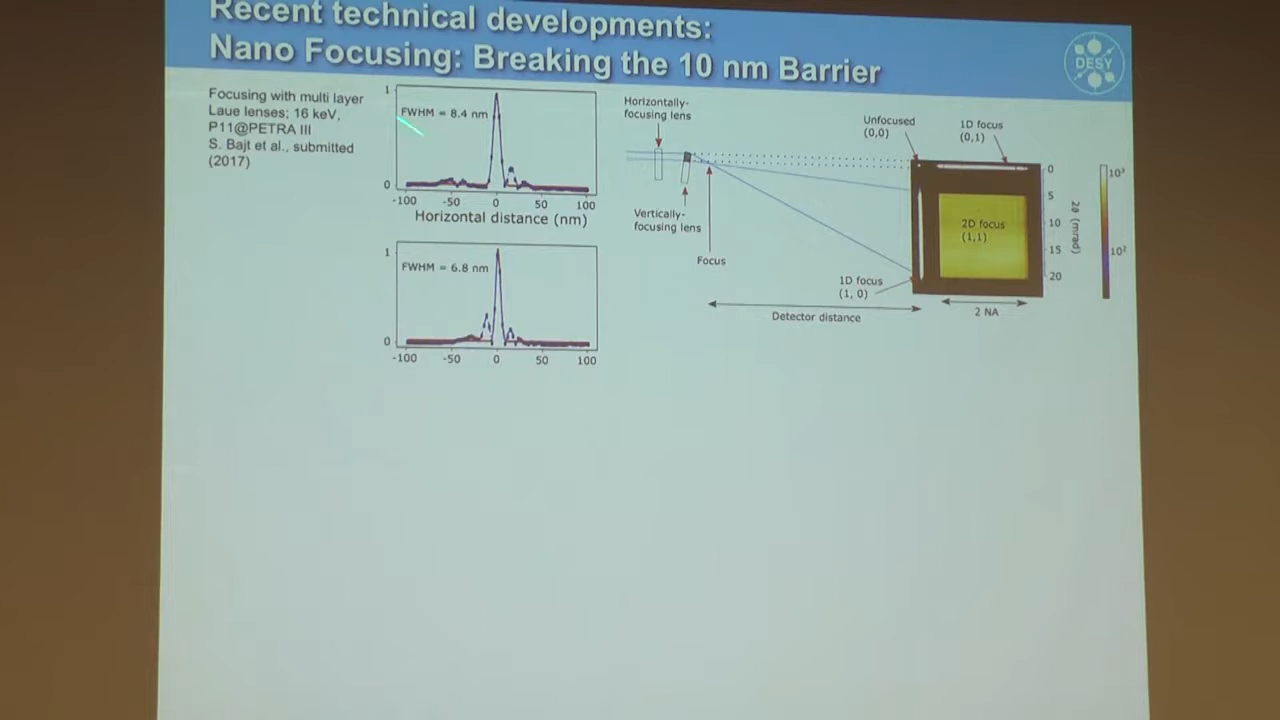 Recent technical developments:
Nano Focusing: Breaking the 10 nm Barrier
DESY
Focusing with multi layer
Laue lenses; 16 keV,
P11@PETRA III
S. Bajt et al., submitted
(2017)
1
FWHM = 8.4 nm
0
-100 -50 0 50 100
Horizontal distance (nm)
1
FWHM = 6.8 nm
0
-100 -50 0 50 100
Horizontally-
focusing lens
Vertically-
focusing lens
Focus
Detector distance
Unfocused
(0,0)
1D focus
(0,1)
2D focus
(1,1)
1D focus
(1, 0)
2 NA
0
5
10
15
20
2θ (mrad)
10³
10²